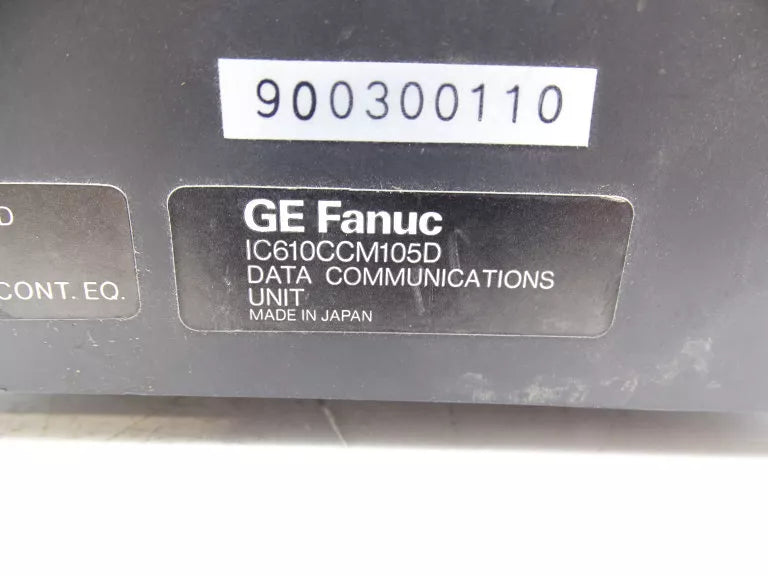 900300110
D
CONT. EQ.
GE Fanuc
IC610CCM105D
DATA COMMUNICATIONS
UNIT
MADE IN JAPAN